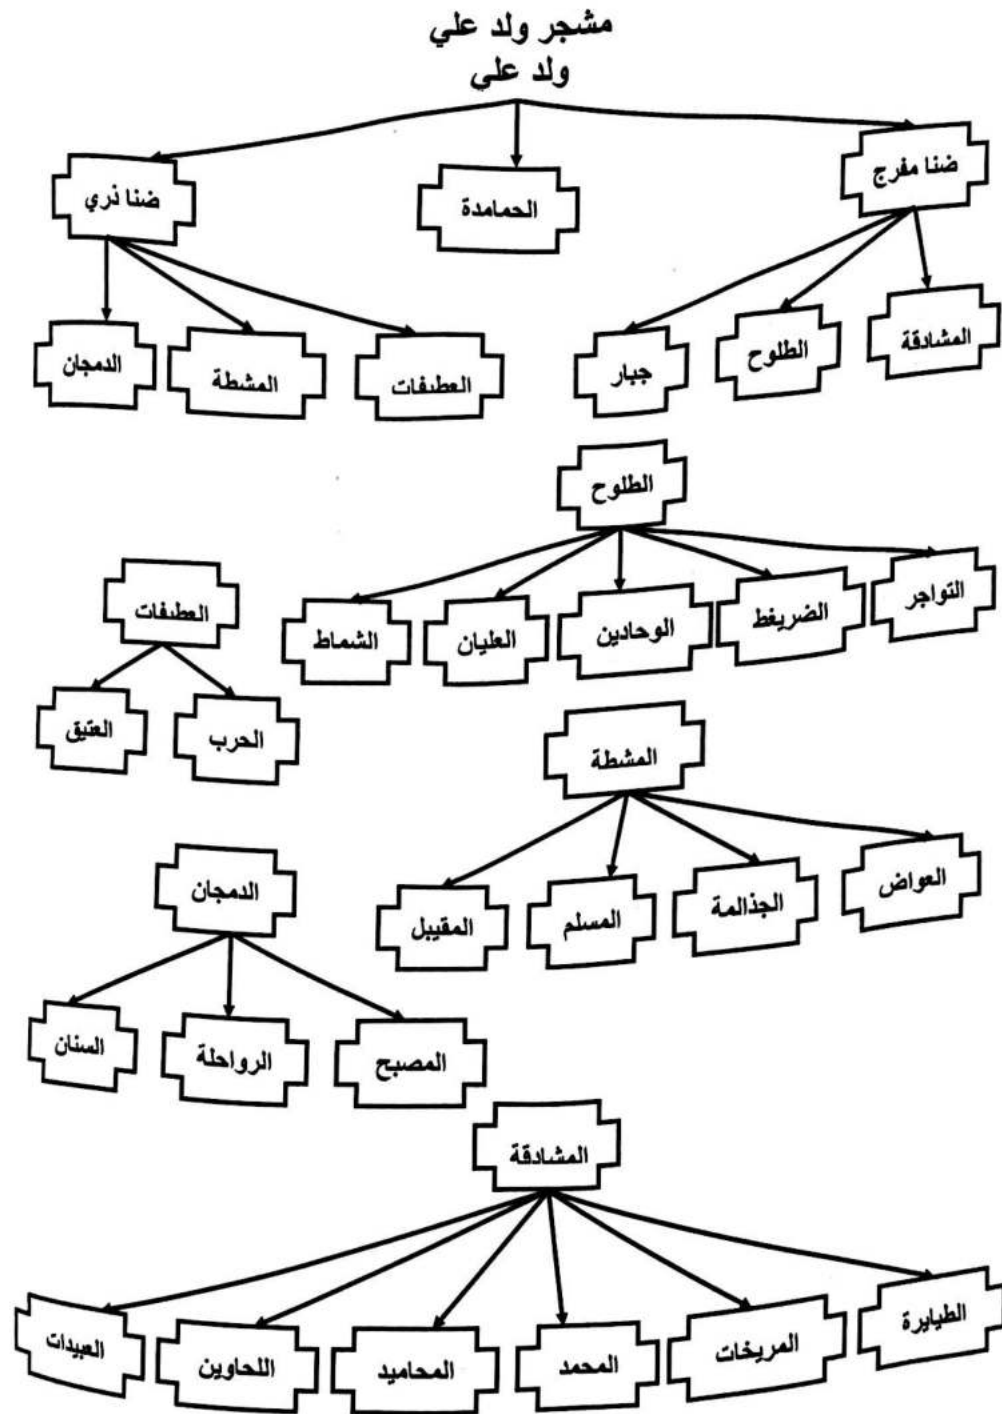 مشجر ولد علي
ولد علي
ضنا مفرج
الحمامدة
ضنا ذري
المشادقة
الطلوح
جبار
العطيفات
المشطة
الدمجان
الطلوح
التواجر
الضريغط
الوحادين
العليان
الشماط
العطيفات
الحرب
العتيق
المشطة
العواض
الجذالمة
المسلم
المقيبل
الدمجان
المصبح
الرواحلة
السنان
المشادقة
الطيايرة
المريخات
المحمد
المحاميد
اللحاوين
العبيدات